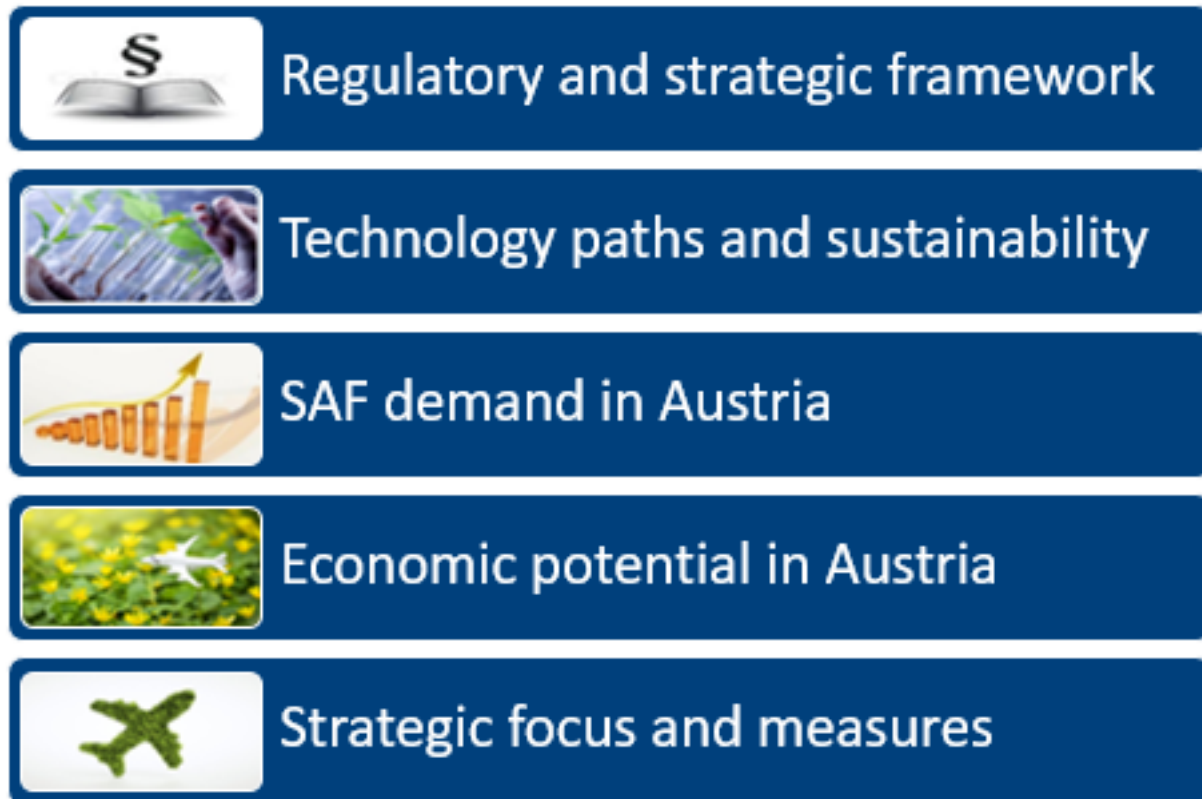 §
Regulatory and strategic framework
Technology paths and sustainability
SAF demand in Austria
Economic potential in Austria
Strategic focus and measures